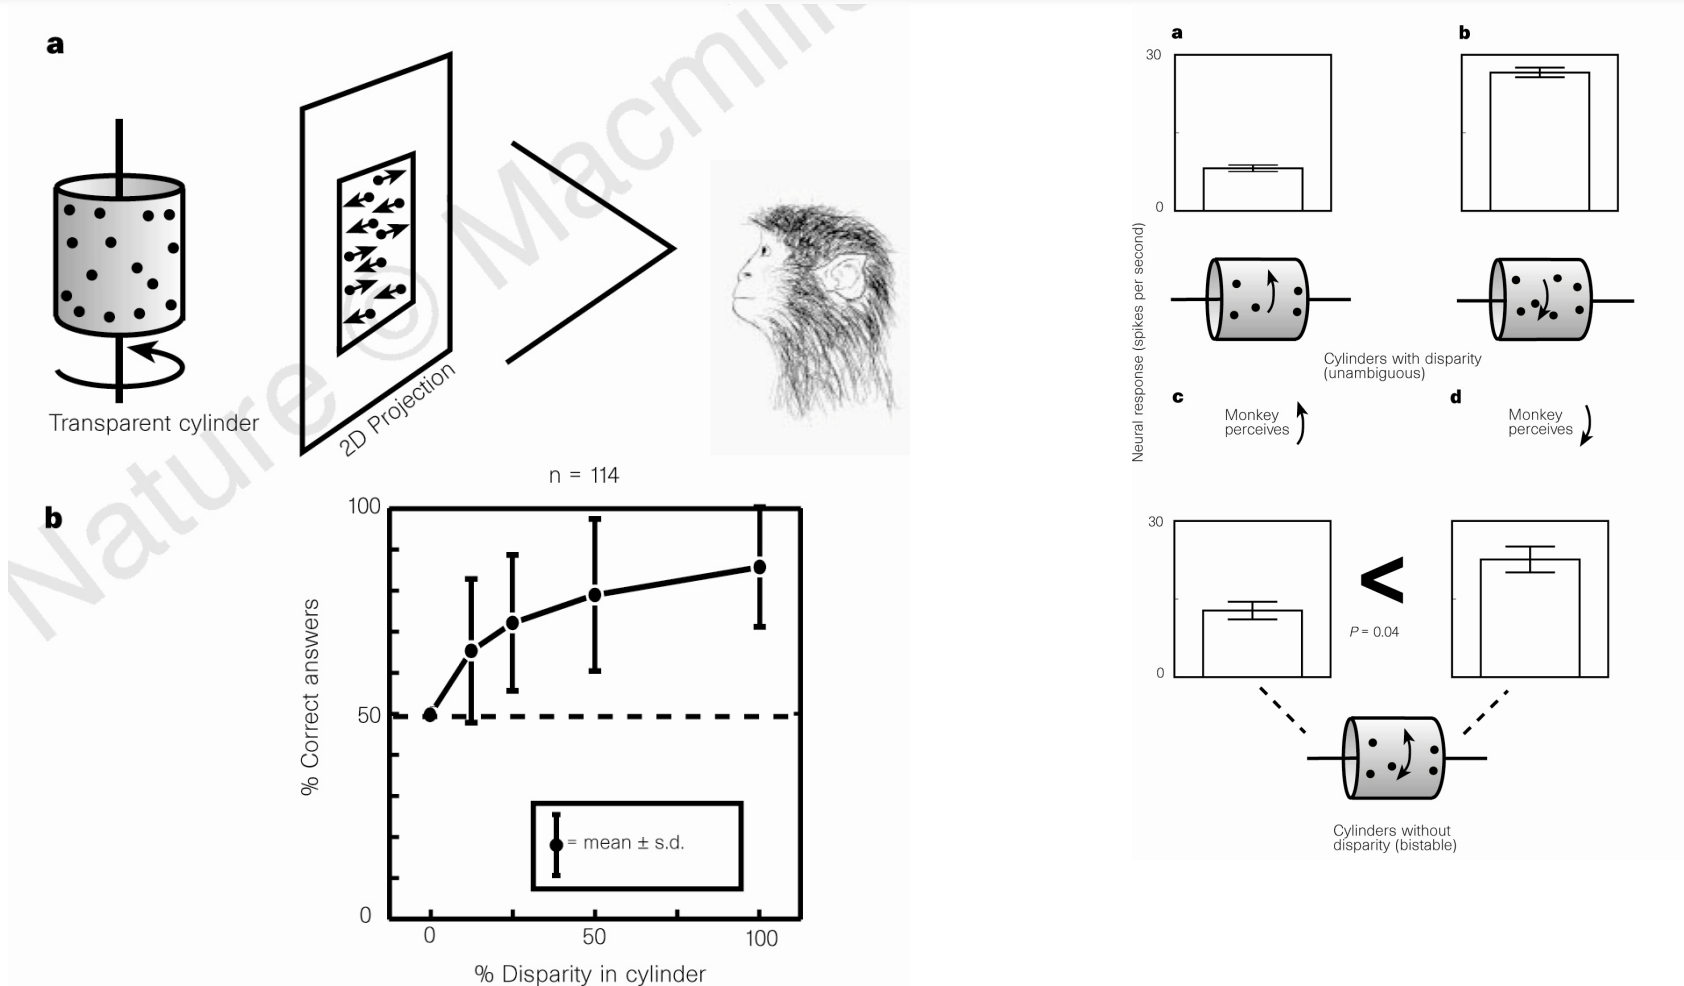 a
Transparent cylinder
2D Projection
Nature © Macmilli
b
n = 114
100
50
0
% Correct answers
= mean ± s.d.
0
50
100
% Disparity in cylinder
a
b
30
0
Neural response (spikes per second)
Cylinders with disparity
(unambiguous)
c
Monkey
perceives
d
Monkey
perceives
30
0
<
P = 0.04
Cylinders without
disparity (bistable)